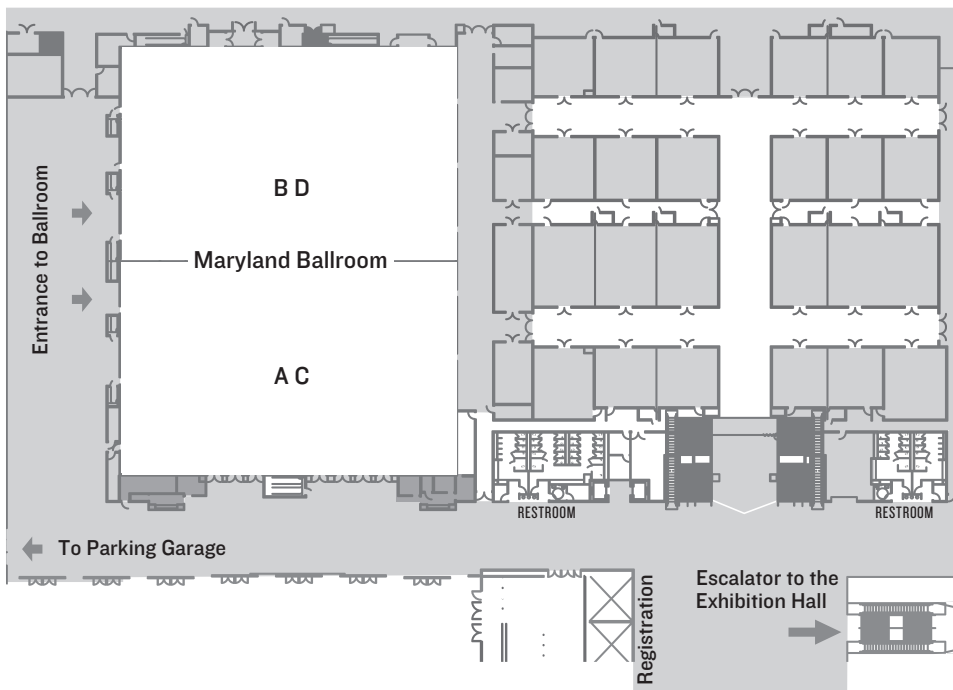 B D
Entrance to Ballroom
Maryland Ballroom
A C
RESTROOM
RESTROOM
To Parking Garage
Registration
Escalator to the
Exhibition Hall